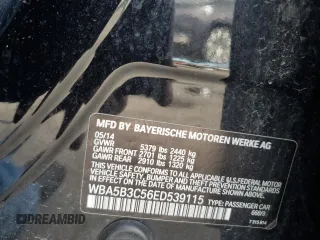 MFD BY BAYERISCHE MOTOREN WERKE AG
05/14
GVWR 5379 lbs 2440 kg
GAWR FRONT 2701 lbs 1225 kg
GAWR REAR 2910 lbs 1320 kg
THIS VEHICLE CONFORMS TO ALL APPLICABLE U.S. FEDERAL MOTOR
VEHICLE SAFETY, BUMPER, AND THEFT PREVENTION STANDARDS
IN EFFECT ON THE DATE OF MANUFACTURE SHOWN ABOVE.
WBA5B3C56ED539115 TYPE: PASSENGER CAR
DREAMBID